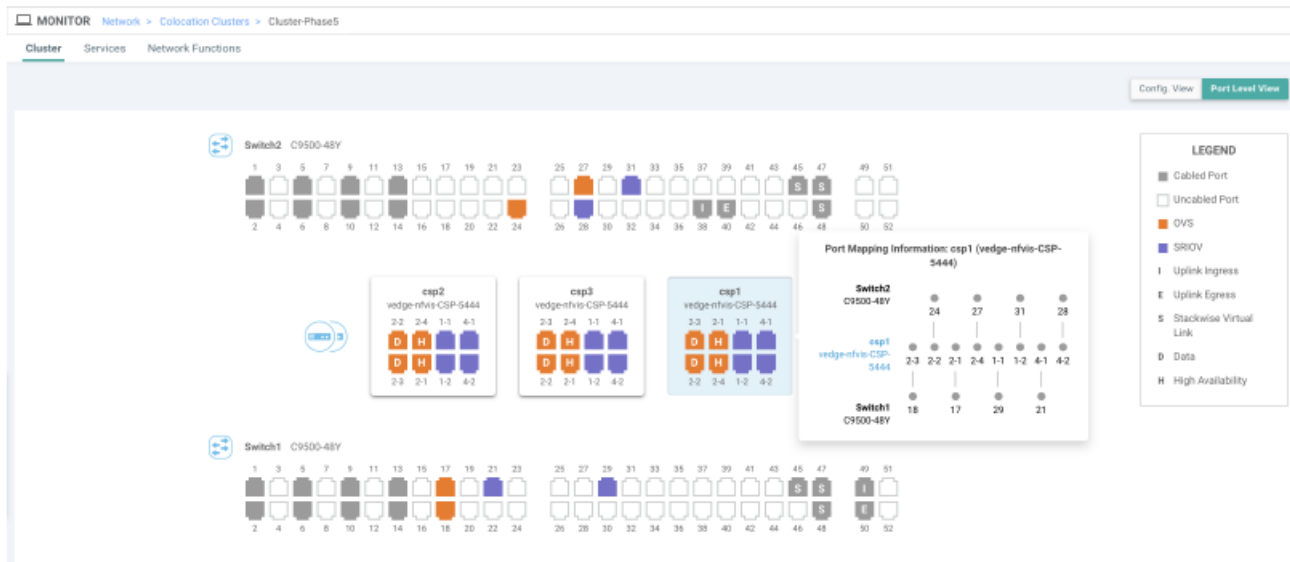 MONITOR Network > Colocation Clusters > Cluster-Phase5
Cluster Services Network Functions
Config. View Port Level View
Switch2 C9500-48Y
1 3 5 7 9 11 13 15 17 19 21 23 25 27 29 31 33 35 37 39 41 43 45 47 49 51
S S
I E S
2 4 6 8 10 12 14 16 18 20 22 24 26 28 30 32 34 36 38 40 42 44 46 48 50 52
LEGEND
Cabled Port
Uncabled Port
OVS
SRIOV
I Uplink Ingress
E Uplink Egress
S Stackwise Virtual
Link
D Data
H High Availability
csp2
vedge-nfvis-CSP-5444
2-2 2-4 1-1 4-1
D H
D H
2-3 2-1 1-2 4-2
csp3
vedge-nfvis-CSP-5444
2-3 2-4 1-1 4-1
D H
D H
2-2 2-1 1-2 4-2
csp1
vedge-nfvis-CSP-5444
2-3 2-1 1-1 4-1
D H
D H
2-2 2-4 1-2 4-2
Port Mapping Information: csp1 (vedge-nfvis-CSP-
5444)
Switch2
C9500-48Y
24 27 31 28
csp1
vedge-nfvis-CSP-
5444
2-3 2-2 2-1 2-4 1-1 1-2 4-1 4-2
Switch1
C9500-48Y
18 17 29 21
Switch1 C9500-48Y
1 3 5 7 9 11 13 15 17 19 21 23 25 27 29 31 33 35 37 39 41 43 45 47 49 51
S S I
S E
2 4 6 8 10 12 14 16 18 20 22 24 26 28 30 32 34 36 38 40 42 44 46 48 50 52